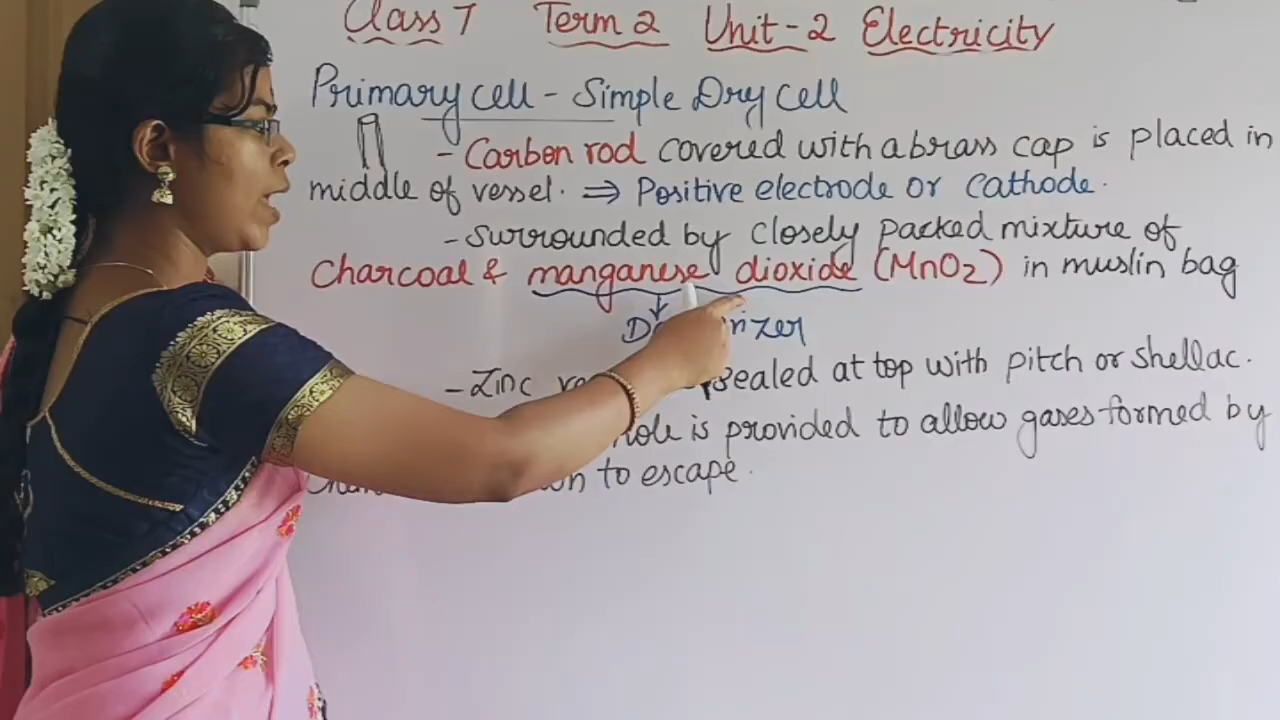 Class 7 Term 2 Unit - 2 Electricity
Primary cell - Simple Dry cell
- Carbon rod covered with a brass cap is placed in
middle of vessel. ⇒ Positive electrode or cathode.
- Surrounded by closely packed mixture of
Charcoal & manganese dioxide (MnO2) in muslin bag
- Zinc sealed at top with pitch or shellac.
hole is provided to allow gases formed by
to escape.